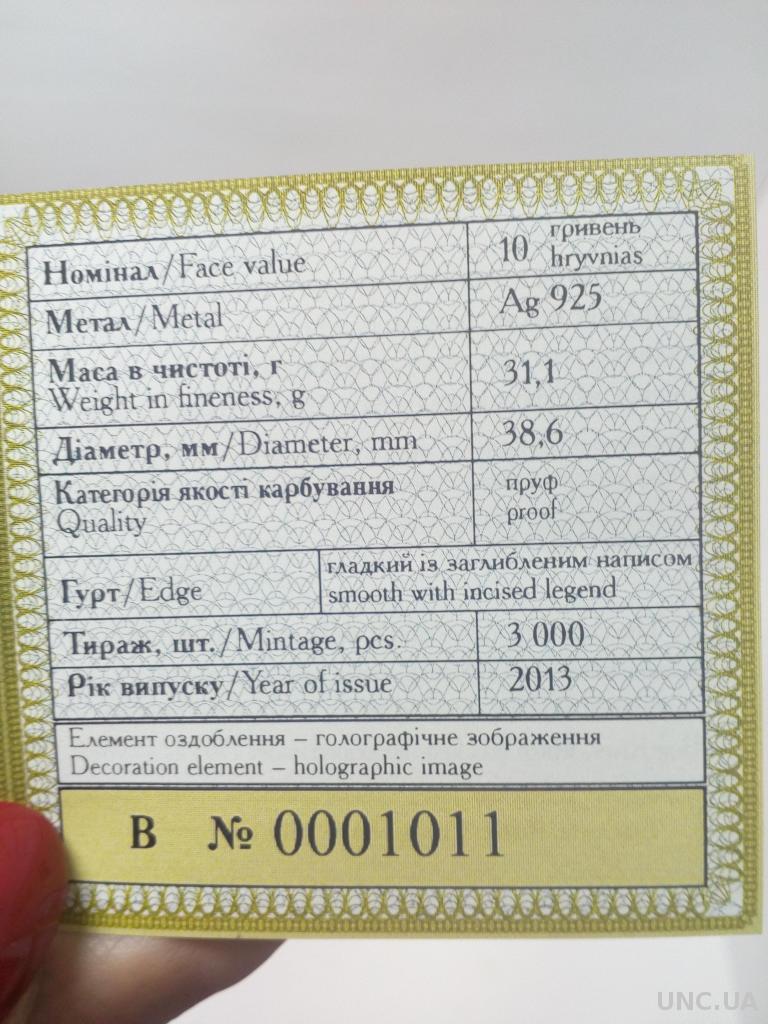 Номінал/Face value
10 гривень
hryvnias
Метал/Metal
Ag 925
Маса в чистоті, г
Weight in fineness, g
31,1
Діаметр, мм/Diameter, mm
38,6
Категорія якості карбування
Quality
пруф
proof
Гурт/Edge
гладкий із заглибленим написом
smooth with incised legend
Тираж, шт./Mintage, pcs.
3 000
Рік випуску/Year of issue
2013
Елемент оздоблення – голографічне зображення
Decoration element – holographic image
В № 0001011
UNC.UA